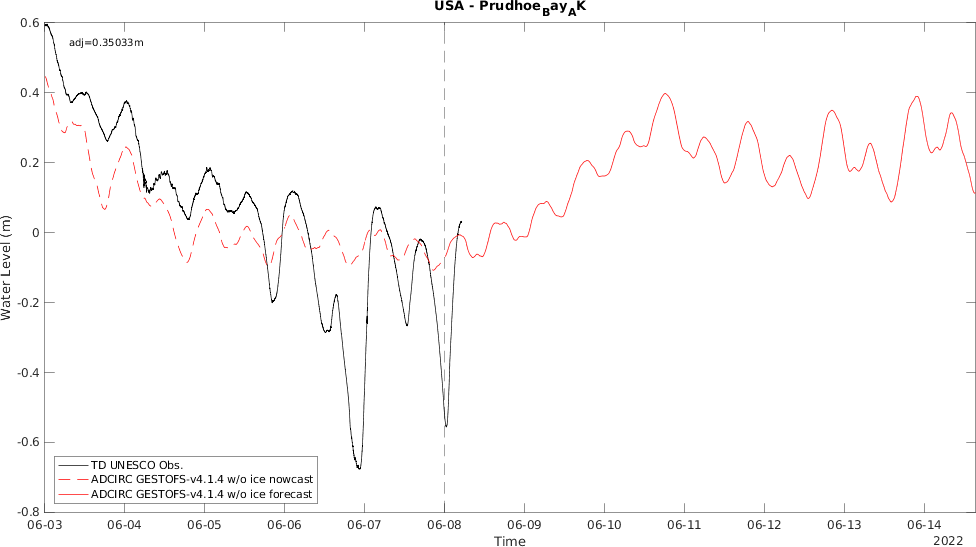 USA - Prudhoe_Bay_AK
adj=0.35033m
0.6
0.4
0.2
0
-0.2
-0.4
-0.6
-0.8
Water Level (m)
TD UNESCO Obs.
ADCIRC GESTOFS-v4.1.4 w/o ice nowcast
ADCIRC GESTOFS-v4.1.4 w/o ice forecast
06-03 06-04 06-05 06-06 06-07 06-08 06-09 06-10 06-11 06-12 06-13 06-14
Time
2022